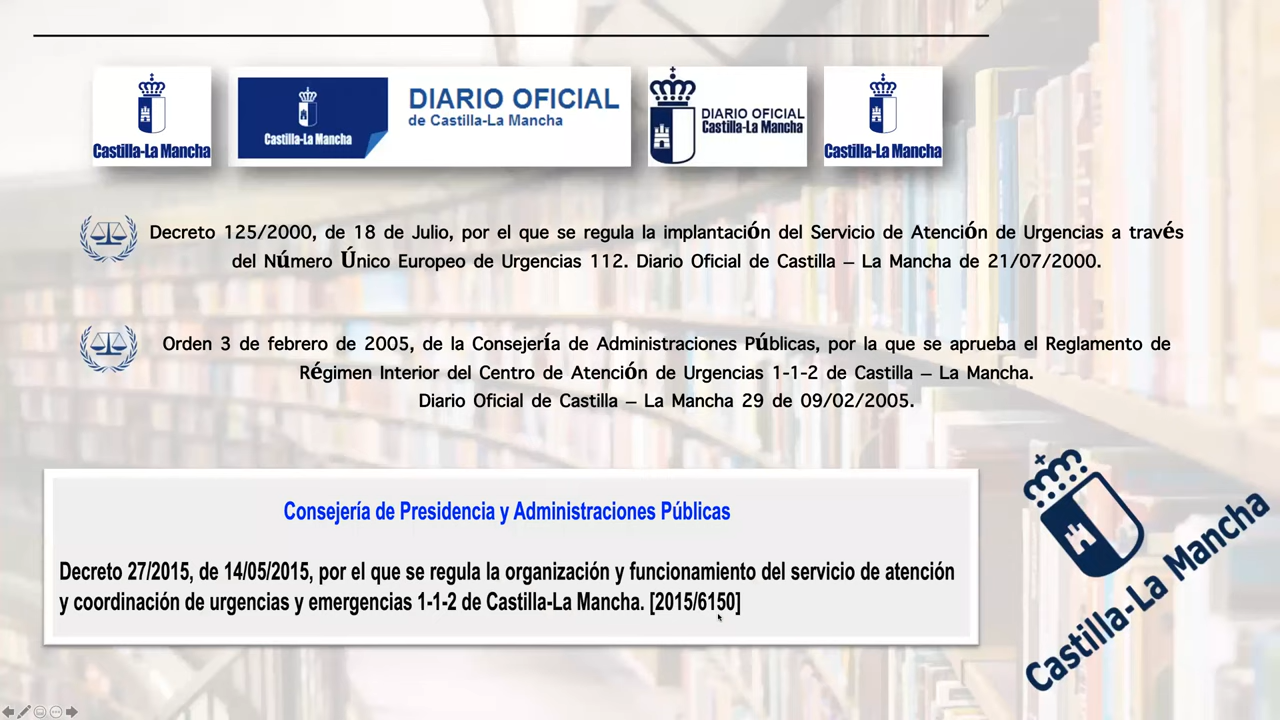 Castilla-La Mancha
Castilla-La Mancha
DIARIO OFICIAL
de Castilla-La Mancha
DIARIO OFICIAL
Castilla-La Mancha
Castilla-La Mancha
Decreto 125/2000, de 18 de Julio, por el que se regula la implantación del Servicio de Atención de Urgencias a través
del Número Único Europeo de Urgencias 112. Diario Oficial de Castilla – La Mancha de 21/07/2000.
Orden 3 de febrero de 2005, de la Consejería de Administraciones Públicas, por la que se aprueba el Reglamento de
Régimen Interior del Centro de Atención de Urgencias 1-1-2 de Castilla – La Mancha.
Diario Oficial de Castilla – La Mancha 29 de 09/02/2005.
Consejería de Presidencia y Administraciones Públicas
Decreto 27/2015, de 14/05/2015, por el que se regula la organización y funcionamiento del servicio de atención
y coordinación de urgencias y emergencias 1-1-2 de Castilla-La Mancha. [2015/6150]
Castilla-La Mancha